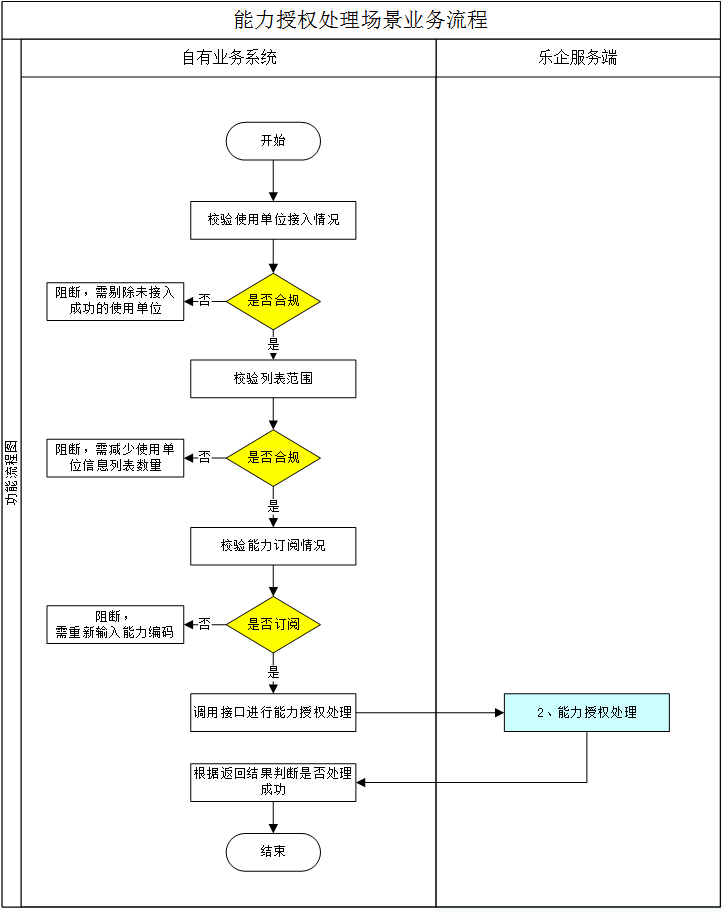 能力授权处理场景业务流程
自有业务系统
乐企服务端
功能流程图
开始
校验使用单位接入情况
是否合规
否
阻断，需剔除未接入
成功的使用单位
是
校验列表范围
是否合规
否
阻断，需减少使用单
位信息列表数量
是
校验能力订阅情况
是否订阅
否
阻断，
需重新输入能力编码
是
调用接口进行能力授权处理
2、能力授权处理
根据返回结果判断是否处理
成功
结束